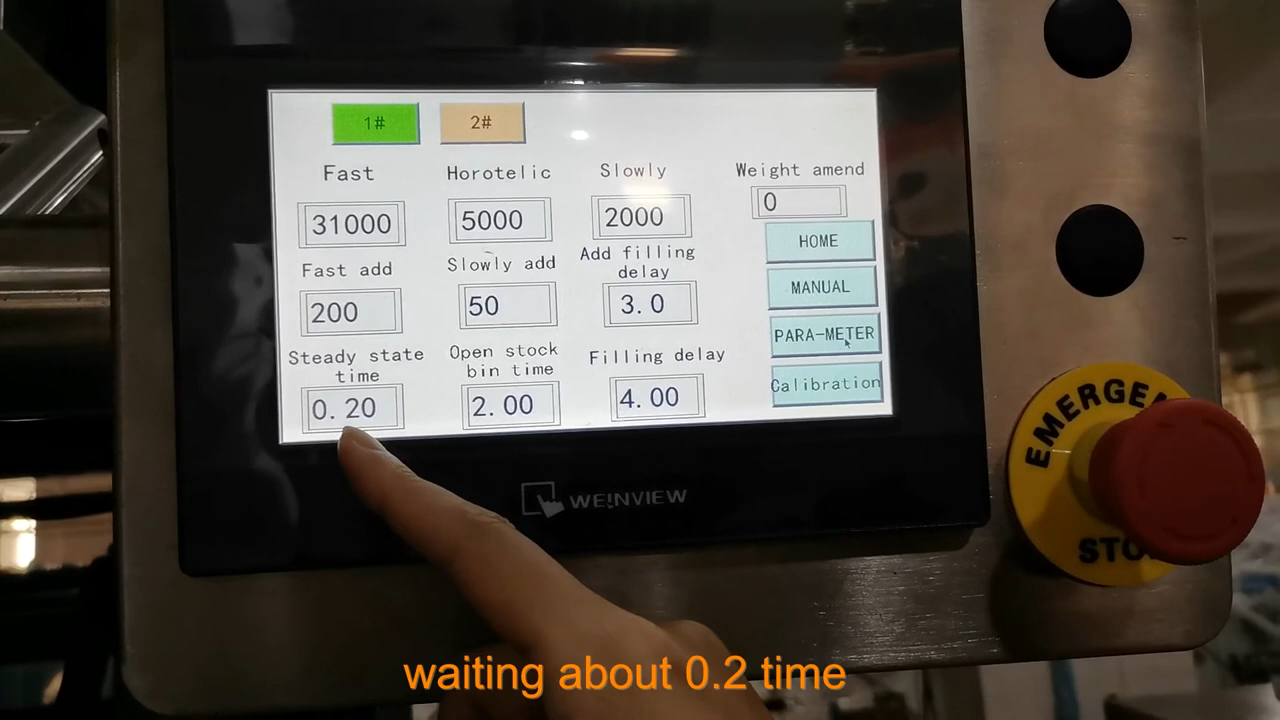 1# 2#
Fast Horotelic Slowly Weight amend
31000 5000 2000 0
HOME
Fast add Slowly add Add filling
delay
200 50 3.0
MANUAL
PARA-METER
Steady state
time
Open stock
bin time
Filling delay
Calibration
0.20 2.00 4.00
WEINVIEW
EMERGEN
STO
waiting about 0.2 time